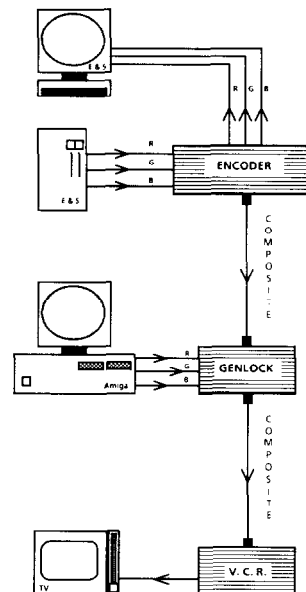 E & S
R G B
R
G
B
E & S
ENCODER
COMPOSITE
R
G
B
Amiga
GENLOCK
COMPOSITE
TV
V.C.R.